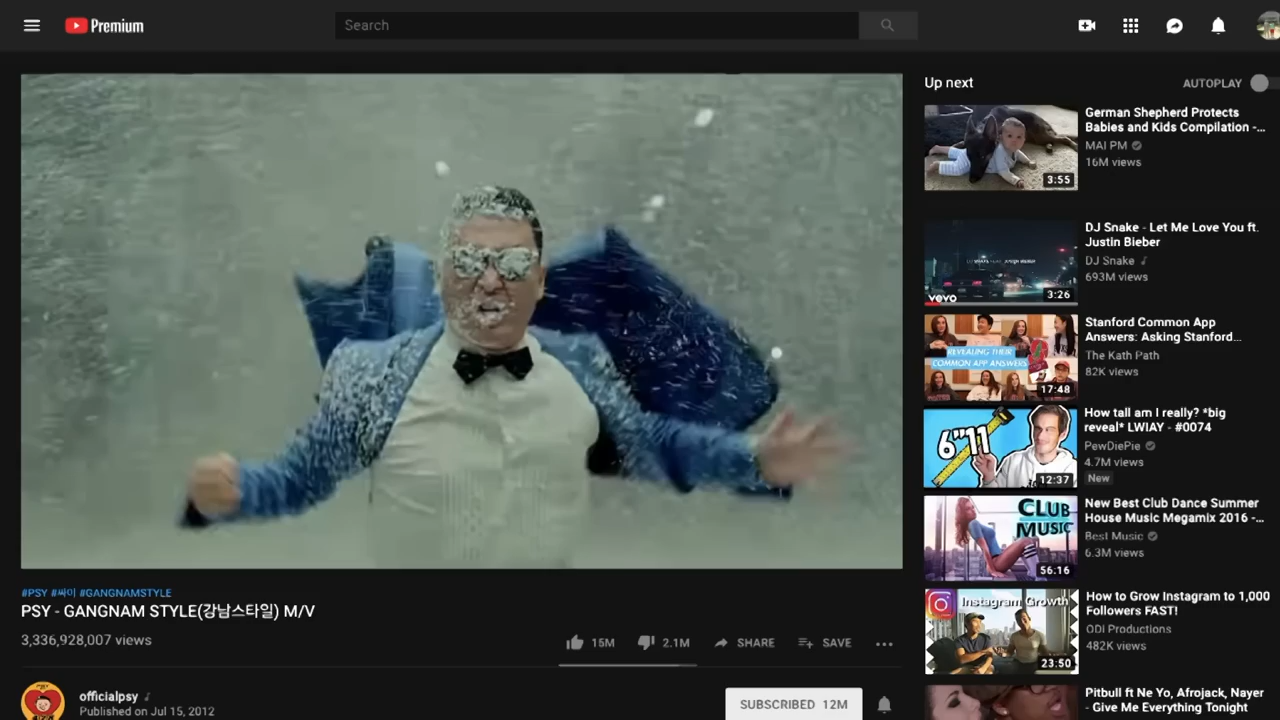 Premium
Search
#PSY #싸이 #GANGNAMSTYLE
PSY - GANGNAM STYLE(강남스타일) M/V
3,336,928,007 views
15M
2.1M
SHARE
SAVE
officialpsy
Published on Jul 15, 2012
SUBSCRIBED 12M
Up next
AUTOPLAY
3:55
German Shepherd Protects
Babies and Kids Compilation -...
MAI PM
16M views
vevo
3:26
DJ Snake - Let Me Love You ft.
Justin Bieber
DJ Snake
693M views
REVEALING THEIR
COMMON APP ANSWERS
17:48
Stanford Common App
Answers: Asking Stanford...
The Kath Path
82K views
6"11
12:37
How tall am I really? *big
reveal* LWIAY - #0074
PewDiePie
4.7M views
New
CLUB
MUSIC
56:16
New Best Club Dance Summer
House Music Megamix 2016 -...
Best Music
6.3M views
Instagram Growth
23:50
How to Grow Instagram to 1,000
Followers FAST!
ODi Productions
482K views
Pitbull ft Ne Yo, Afrojack, Nayer
- Give Me Everything Tonight